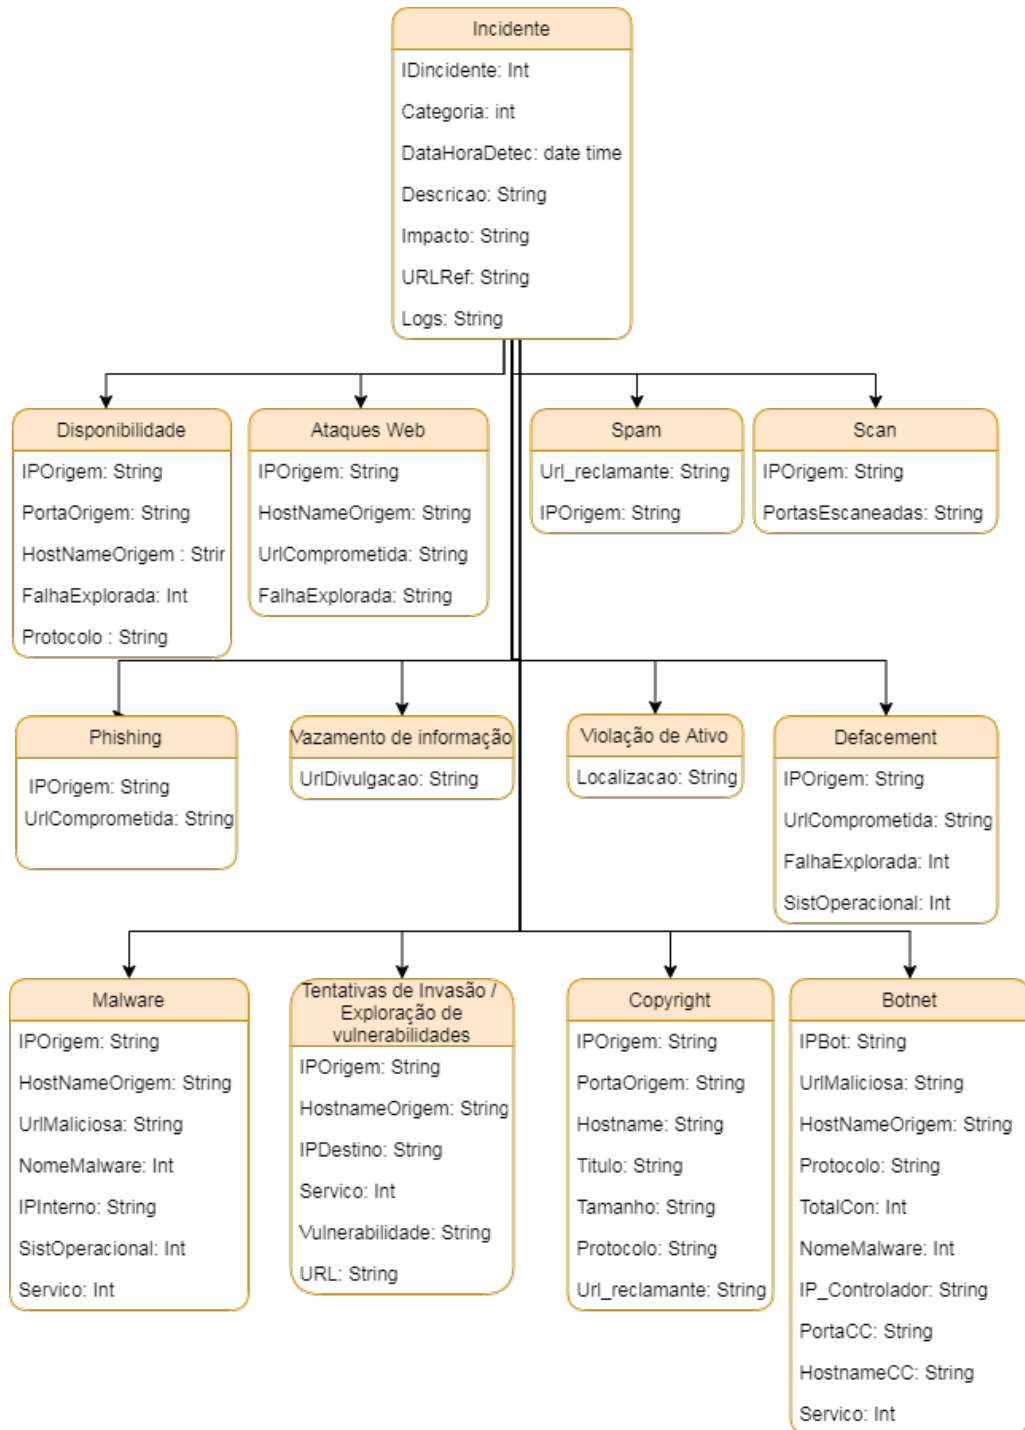 Incidente
IDincidente: Int
Categoria: int
DataHoraDetec: date time
Descricao: String
Impacto: String
URLRef: String
Logs: String
Disponibilidade
IPOrigem: String
PortaOrigem: String
HostNameOrigem : Strir
FalhaExplorada: Int
Protocolo : String
Ataques Web
IPOrigem: String
HostNameOrigem: String
UrlComprometida: String
FalhaExplorada: String
Spam
Url_reclamante: String
IPOrigem: String
Scan
IPOrigem: String
PortasEscaneadas: String
Phishing
IPOrigem: String
UrlComprometida: String
Vazamento de informação
UrlDivulgacao: String
Violação de Ativo
Localizacao: String
Defacement
IPOrigem: String
UrlComprometida: String
FalhaExplorada: Int
SistOperacional: Int
Malware
IPOrigem: String
HostNameOrigem: String
UrlMaliciosa: String
NomeMalware: Int
IPInterno: String
SistOperacional: Int
Servico: Int
Tentativas de Invasão /
Exploração de
vulnerabilidades
IPOrigem: String
HostnameOrigem: String
IPDestino: String
Servico: Int
Vulnerabilidade: String
URL: String
Copyright
IPOrigem: String
PortaOrigem: String
Hostname: String
Titulo: String
Tamanho: String
Protocolo: String
Url_reclamante: String
Botnet
IPBot: String
UrlMaliciosa: String
HostNameOrigem: String
Protocolo: String
TotalCon: Int
NomeMalware: Int
IP_Controlador: String
PortaCC: String
HostnameCC: String
Servico: Int